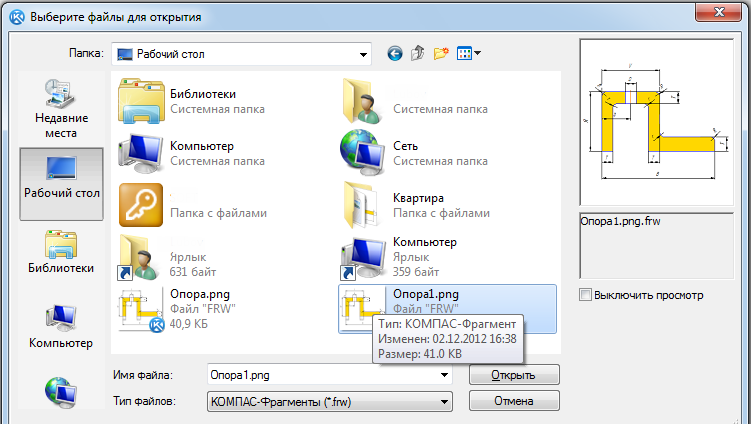 Выберите файлы для открытия
Папка: Рабочий стол
Недавние места
Рабочий стол
Библиотеки
Компьютер
Библиотеки
Системная папка
Системная папка
Компьютер
Системная папка
Сеть
Системная папка
Папка с файлами
Квартира
Папка с файлами
Ярлык
631 байт
Компьютер
Ярлык
359 байт
Опора.png
Файл "FRW"
40,9 КБ
Опора1.png
Файл "FRW"
Тип: КОМПАС-Фрагмент
Изменен: 02.12.2012 16:38
Размер: 41.0 KB
Имя файла: Опора1.png
Открыть
Тип файлов: КОМПАС-Фрагменты (*.frw)
Отмена
Опора1.png.frw
Выключить просмотр